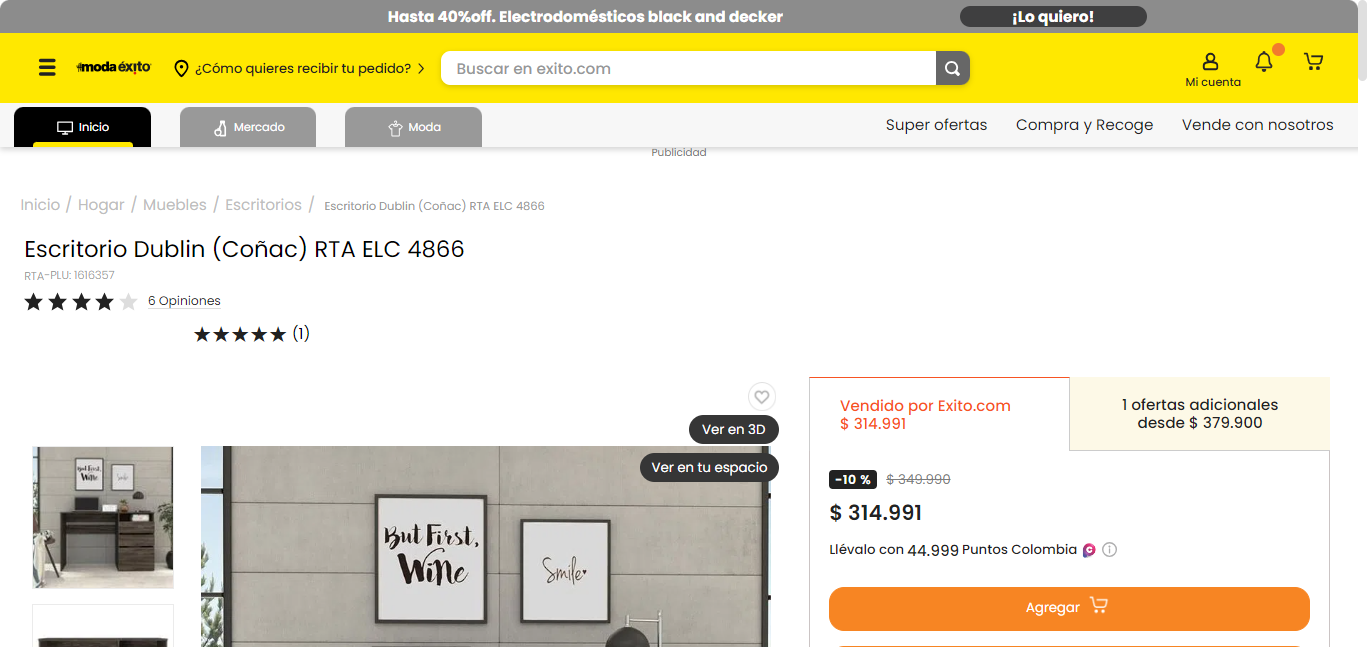 Hasta 40%off. Electrodomésticos black and decker
¡Lo quiero!
moda éxito
¿Cómo quieres recibir tu pedido?
Buscar en exito.com
Mi cuenta
Inicio
Mercado
Moda
Super ofertas
Compra y Recoge
Vende con nosotros
Publicidad
Inicio / Hogar / Muebles / Escritorios / Escritorio Dublin (Coñac) RTA ELC 4866
Escritorio Dublin (Coñac) RTA ELC 4866
RTA-PLU: 1616357
6 Opiniones
(1)
Ver en 3D
Ver en tu espacio
But First,
Wine
Smile
But First,
Wine
Smile
Vendido por Exito.com
$ 314.991
1 ofertas adicionales
desde $ 379.900
-10 % $ 349.990
$ 314.991
Llévalo con 44.999 Puntos Colombia
Agregar